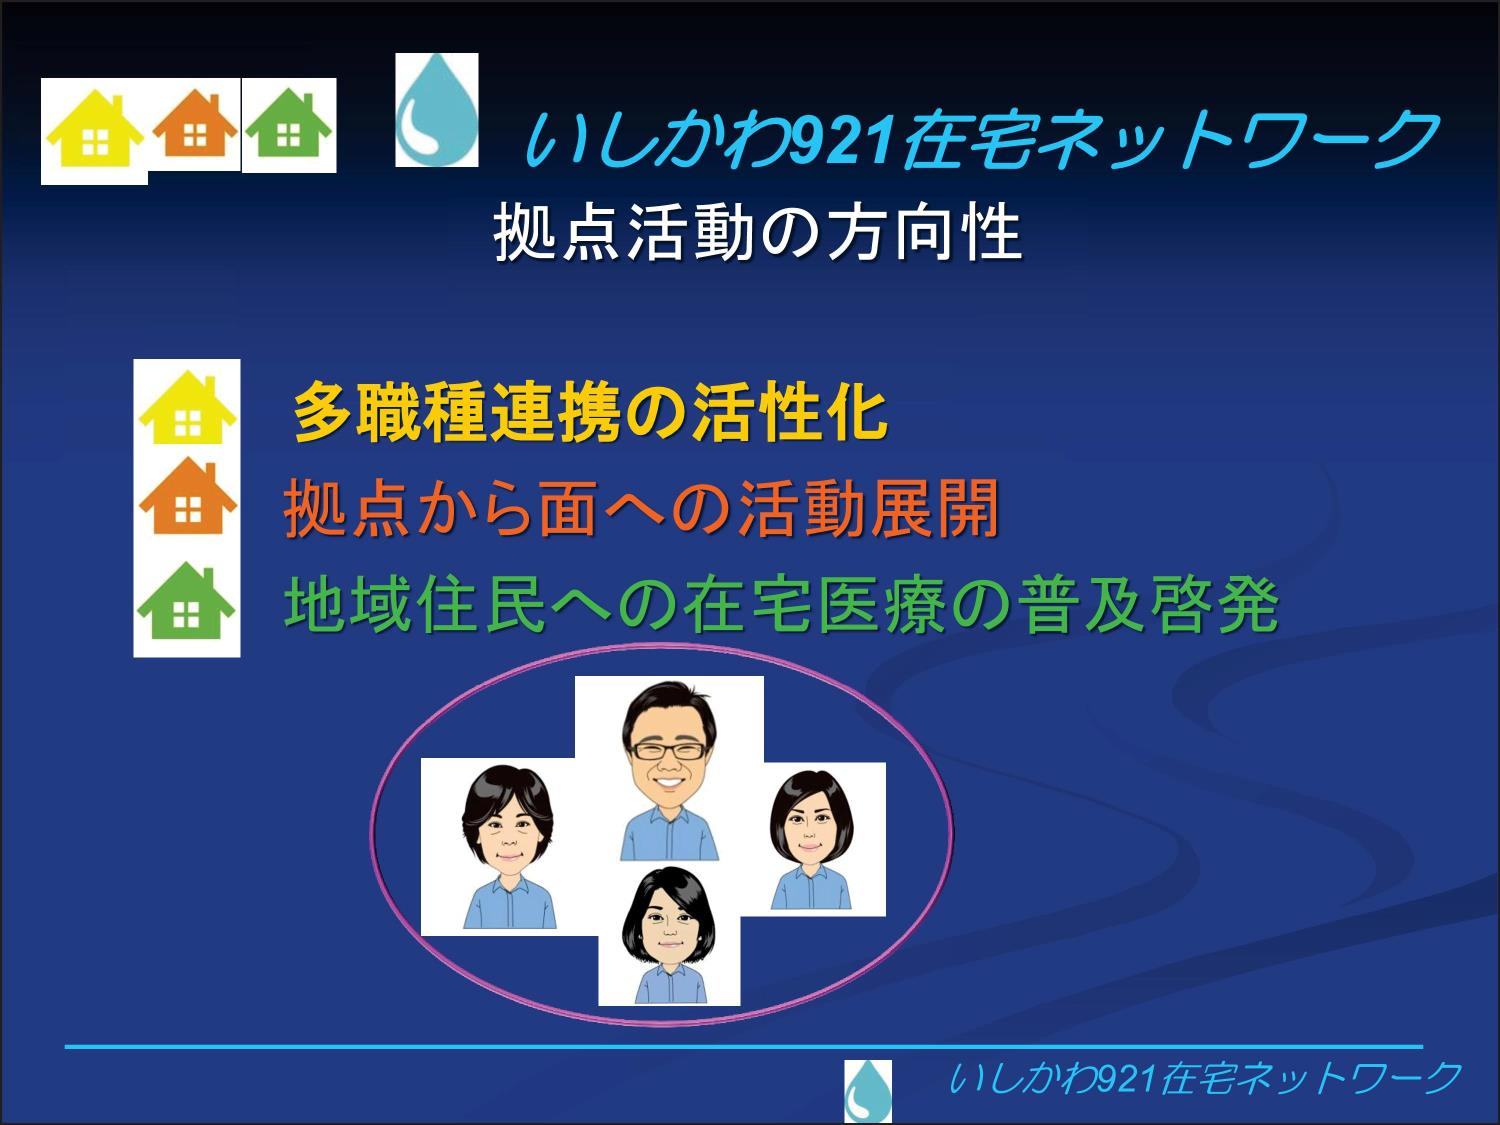 いしかわ921在宅ネットワーク
拠点活動の方向性
多職種連携の活性化
拠点から面への活動展開
地域住民への在宅医療の普及啓発
いしかわ921在宅ネットワーク